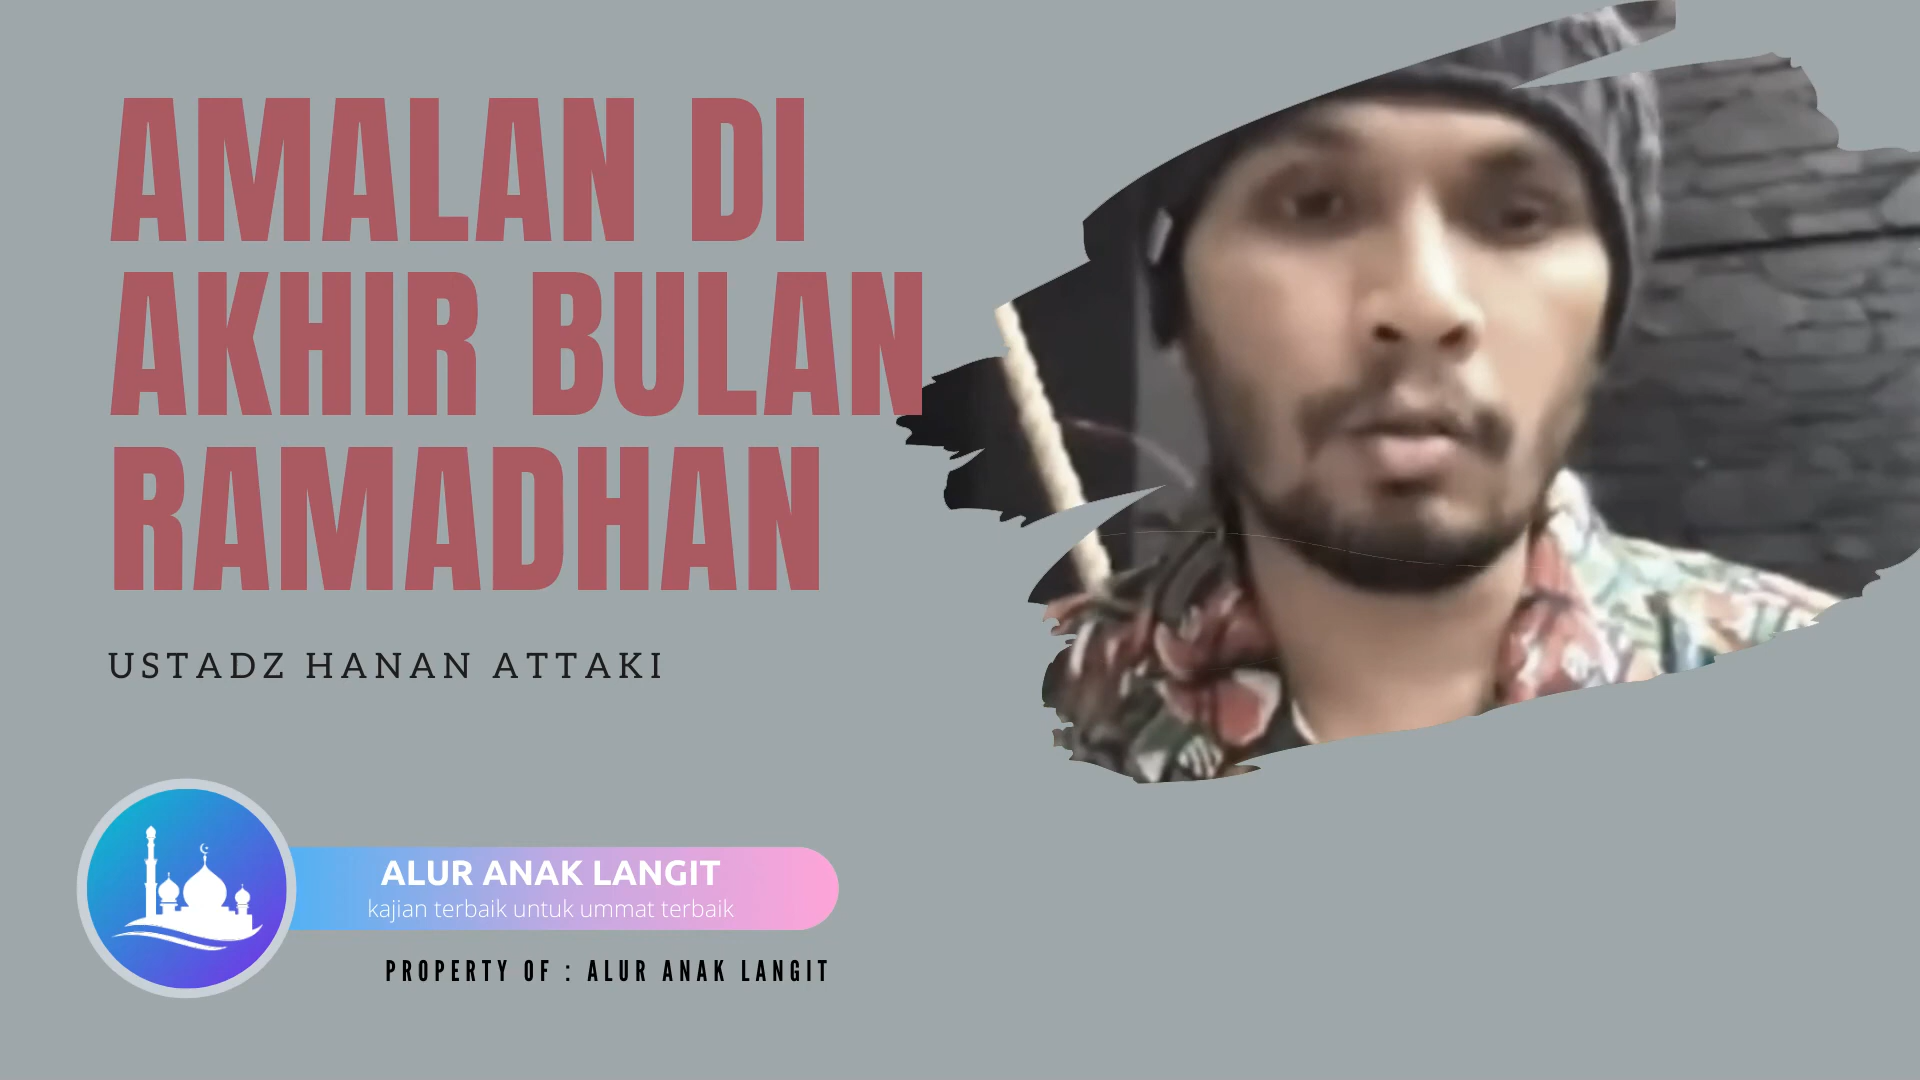 AMALAN DI
AKHIR BULAN
RAMADHAN
USTADZ HANAN ATTAKI
ALUR ANAK LANGIT
kajian terbaik untuk ummat terbaik
PROPERTY OF : ALUR ANAK LANGIT